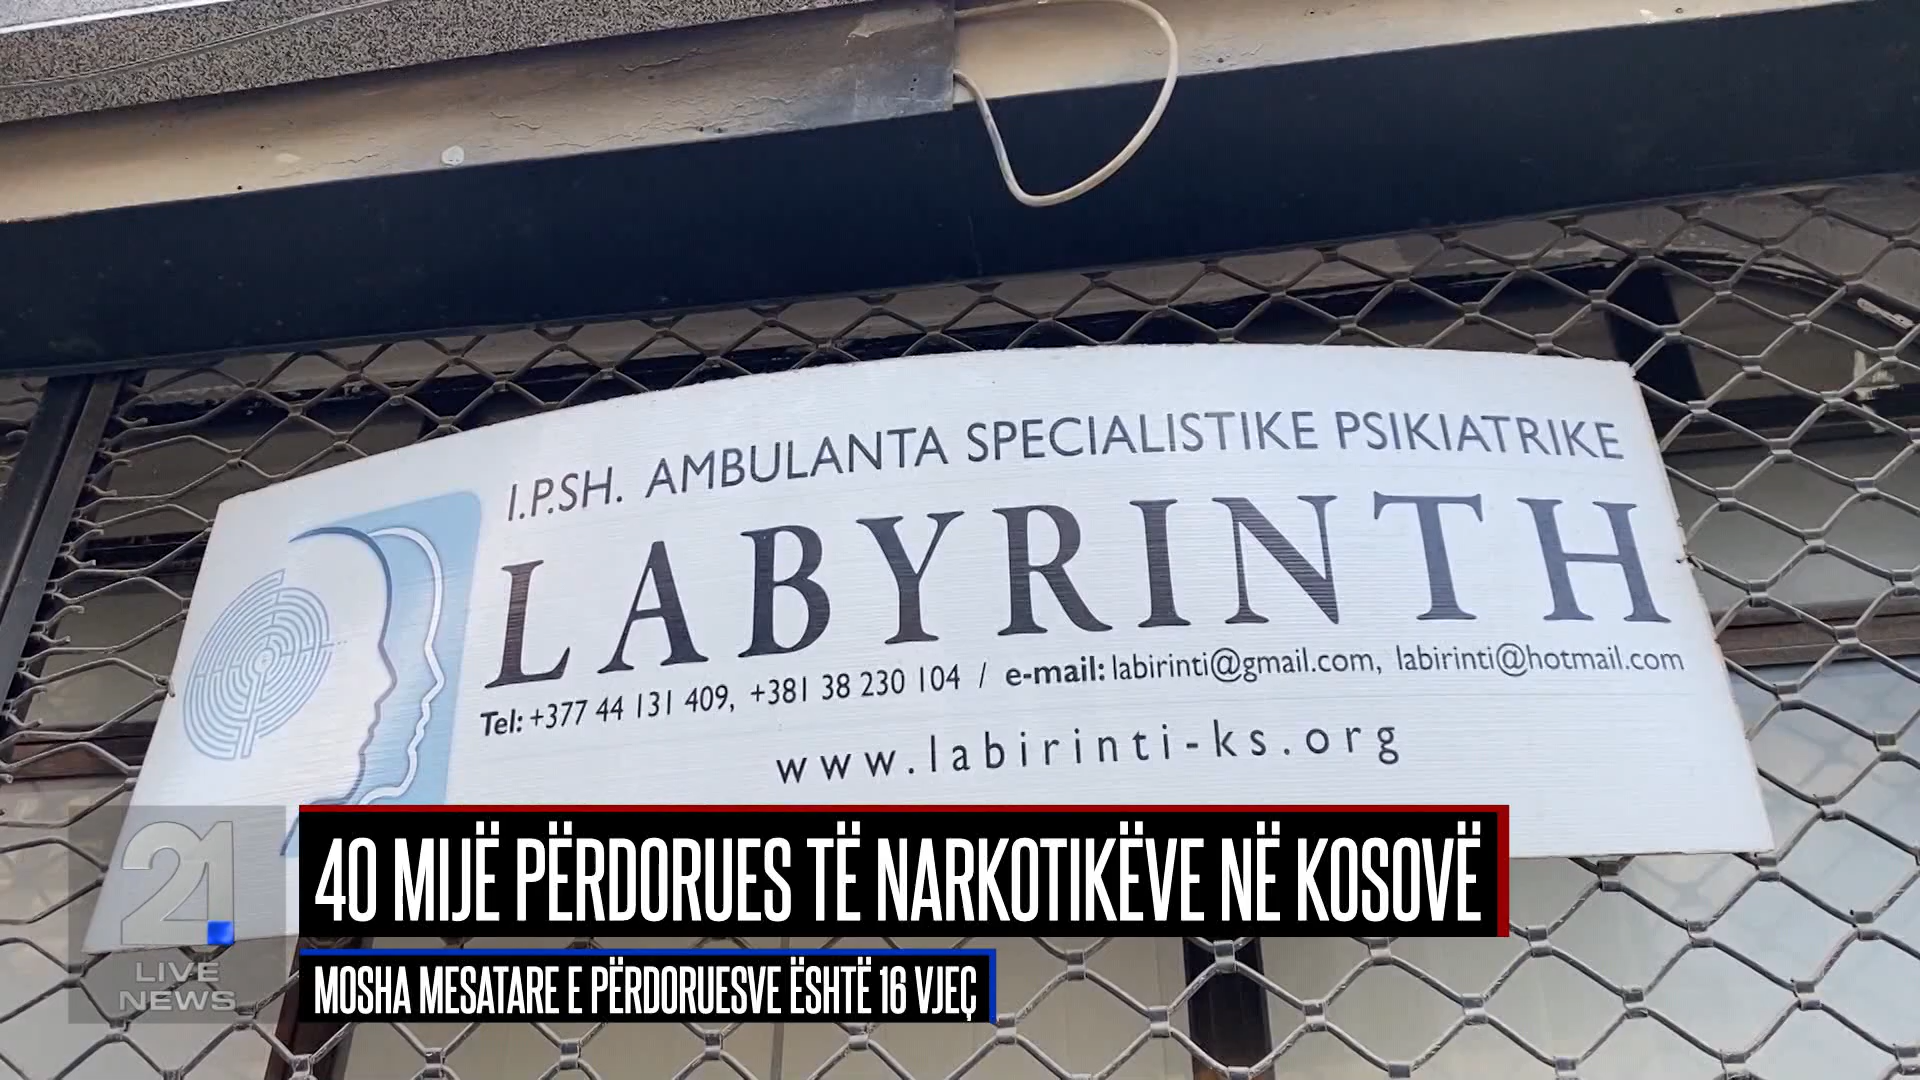 I.P.SH. AMBULANTA SPECIALISTIKE PSIKIATRIKE
LABYRINTH
Tel: +377 44 131 409, +381 38 230 104 / e-mail: labirinti@gmail.com, labirinti@hotmail.com
www.labirinti-ks.org
40 MIJË PËRDORUES TË NARKOTIKËVE NË KOSOVË
MOSHA MESATARE E PËRDORUESVE ËSHTË 16 VJEÇ
21
LIVE
NEWS